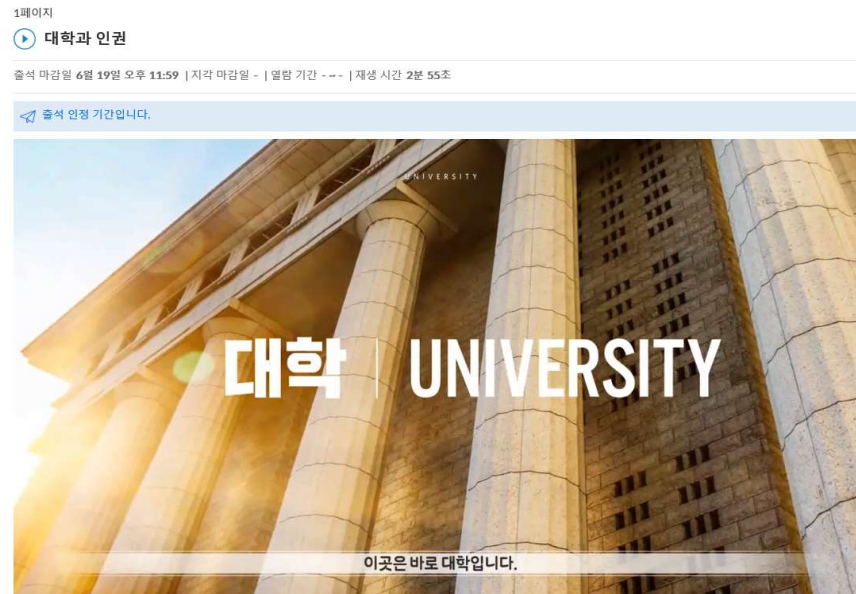 1페이지
대학과 인권
출석 마감일 6월 19일 오후 11:59 | 지각 마감일 - | 열람 기간 - ~ - | 재생 시간 2분 55초
출석 인정 기간입니다.
UNIVERSITY
대학 | UNIVERSITY
이곳은 바로 대학입니다.